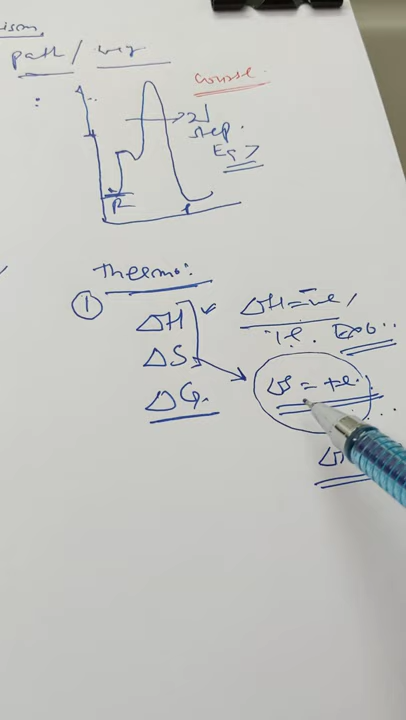 path / way
course.
2nd
step.
Ea >
R
P
Thermo:
① ΔH ΔH = -ve /
i.e. Exo..
ΔS ΔS = +ve.
ΔG.